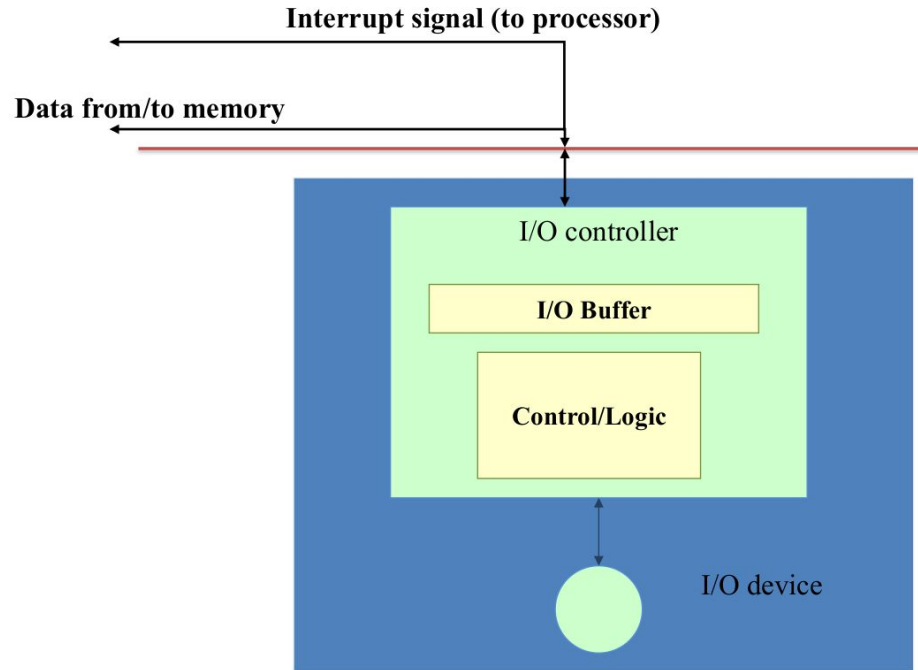 Interrupt signal (to processor)
Data from/to memory
I/O controller
I/O Buffer
Control/Logic
I/O device